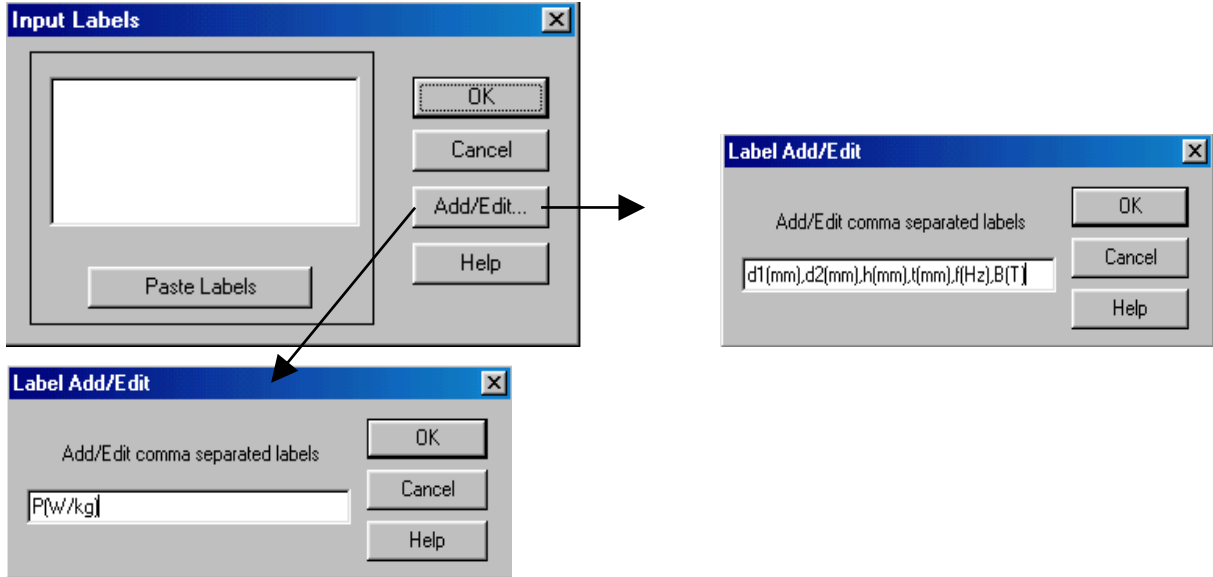 Input Labels
OK
Cancel
Add/Edit...
Help
Paste Labels
Label Add/Edit
Add/Edit comma separated labels
d1(mm),d2(mm),h(mm),t(mm),f(Hz),B(T)
OK
Cancel
Help
Label Add/Edit
Add/Edit comma separated labels
P(W/kg)
OK
Cancel
Help